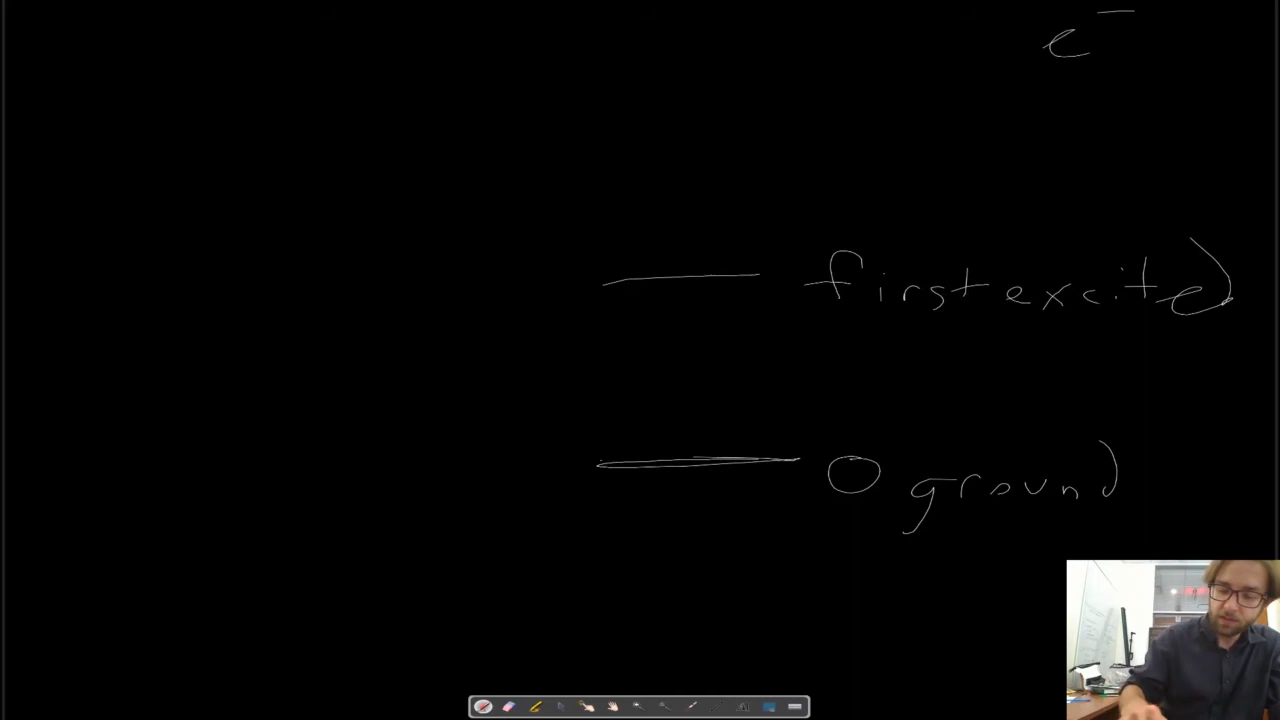 e⁻
first excited
0 ground